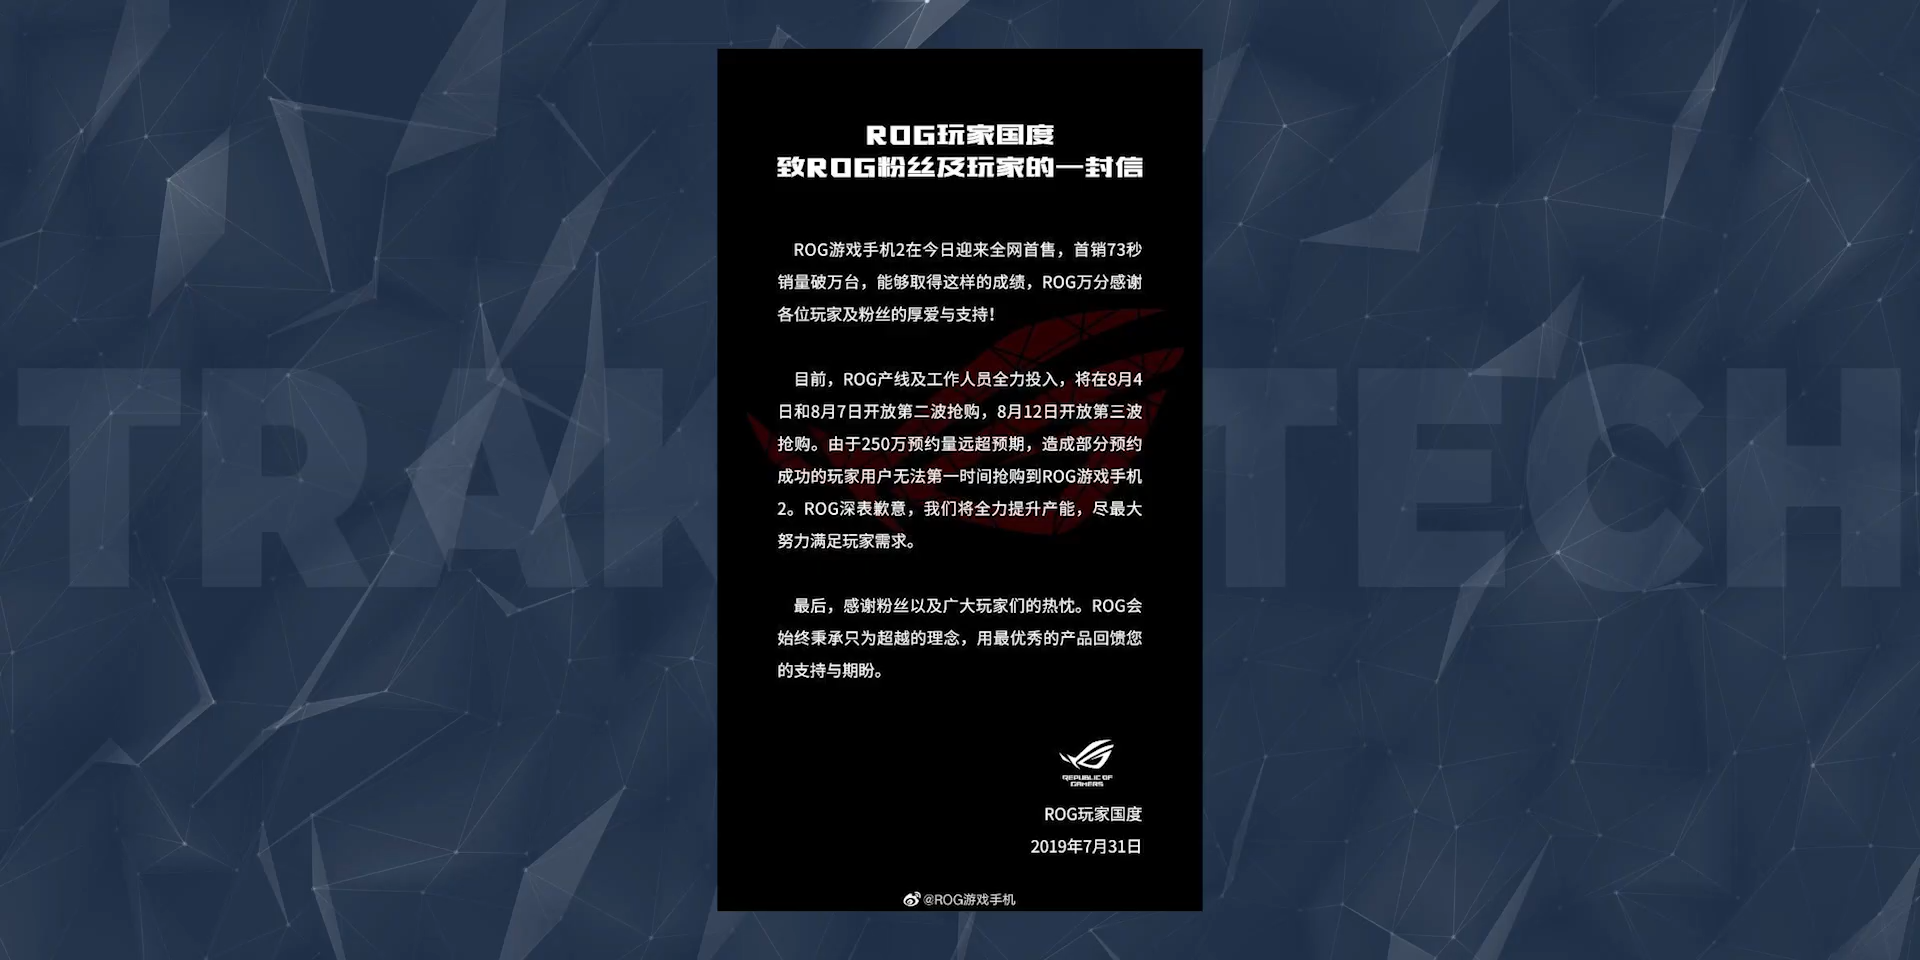 ROG玩家国度
致ROG粉丝及玩家的一封信
ROG游戏手机2在今日迎来全网首售，首销73秒
销量破万台，能够取得这样的成绩，ROG万分感谢
各位玩家及粉丝的厚爱与支持！
目前，ROG产线及工作人员全力投入，将在8月4
日和8月7日开放第二波抢购，8月12日开放第三波
抢购。由于250万预约量远超预期，造成部分预约
成功的玩家用户无法第一时间抢购到ROG游戏手机
2。ROG深表歉意，我们将全力提升产能，尽最大
努力满足玩家需求。
最后，感谢粉丝以及广大玩家们的热忱。ROG会
始终秉承只为超越的理念，用最优秀的产品回馈您
的支持与期盼。
REPUBLIC OF
GAMERS
ROG玩家国度
2019年7月31日
@ROG游戏手机
TECH